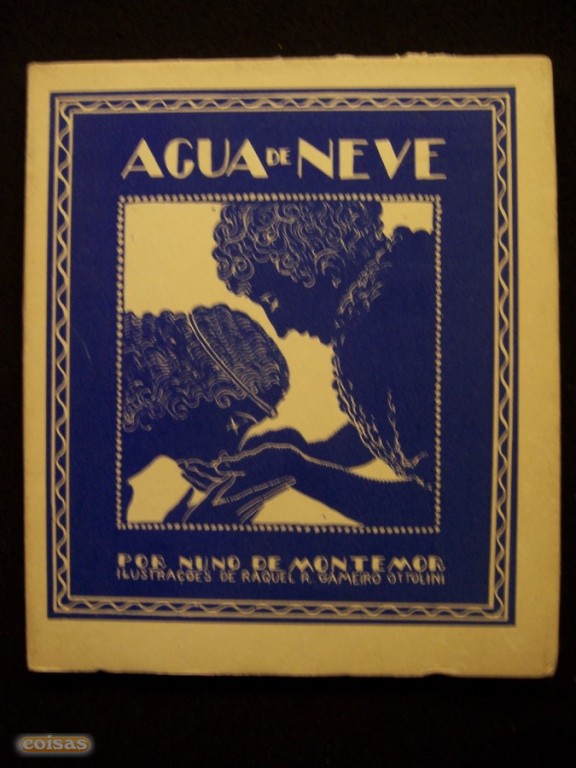 AGUA DE NEVE
POR NUNO DE MONTEMOR
ILUSTRAÇÕES DE RAQUEL R. GAMEIRO OTTOLINI
coisas